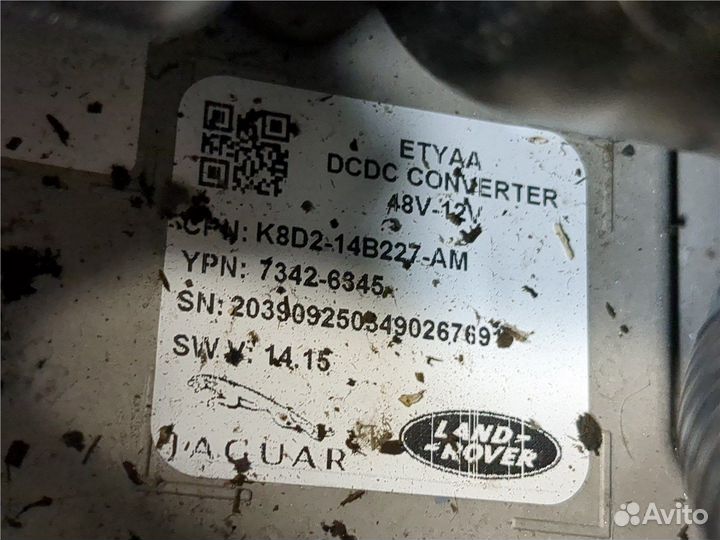 ETYAA
DCDC CONVERTER
48V-12V
CPN: K8D2-14B227-AM
YPN: 7342-6345
SN: 2039092503490267691
SW.V: 14.15
JAGUAR
LAND-
-ROVER
Avito